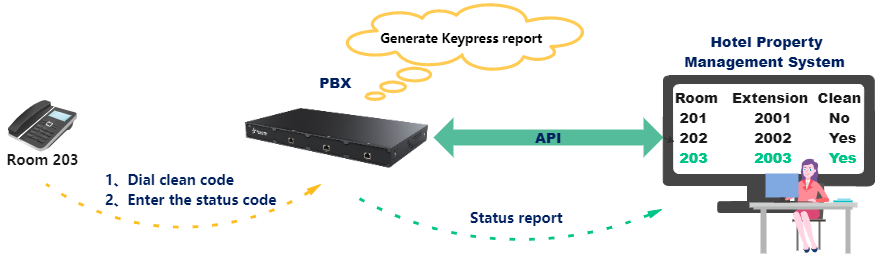 Generate Keypress report
Hotel Property
Management System
PBX
Room Extension Clean
201 2001 No
202 2002 Yes
203 2003 Yes
API
Room 203
1、Dial clean code
2、Enter the status code
Status report